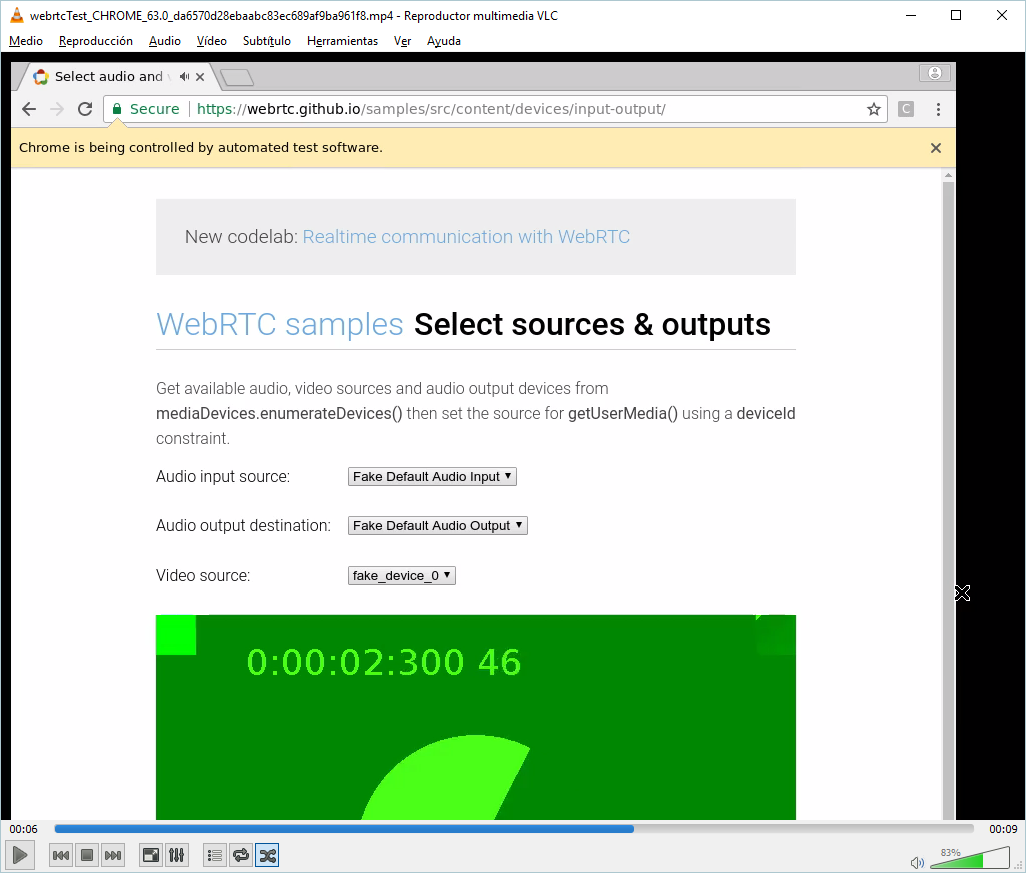 webrtcTest_CHROME_63.0_da6570d28ebaabc83ec689af9ba961f8.mp4 - Reproductor multimedia VLC
Medio Reproducción Audio Vídeo Subtítulo Herramientas Ver Ayuda
Select audio and
Secure https://webrtc.github.io/samples/src/content/devices/input-output/
C
Chrome is being controlled by automated test software.
New codelab: Realtime communication with WebRTC
WebRTC samples Select sources & outputs
Get available audio, video sources and audio output devices from
mediaDevices.enumerateDevices() then set the source for getUserMedia() using a deviceId
constraint.
Audio input source: Fake Default Audio Input
Audio output destination: Fake Default Audio Output
Video source: fake_device_0
0:00:02:300 46
00:06 00:09
83%